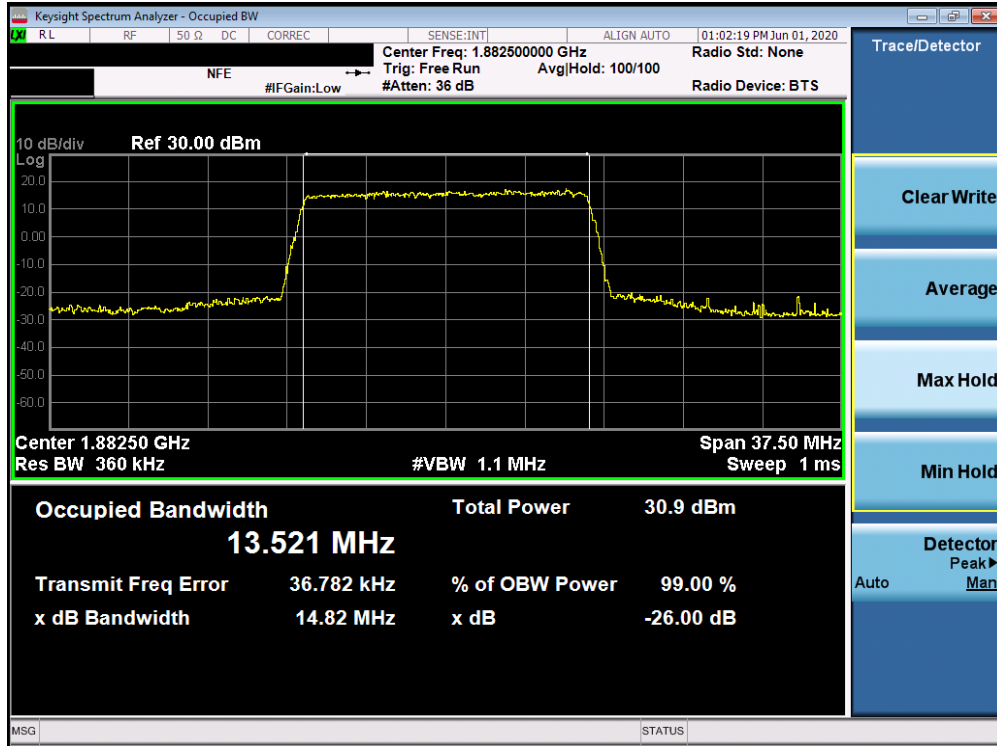 Keysight Spectrum Analyzer - Occupied BW
LXI RL RF 50 Ω DC CORREC SENSE:INT ALIGN AUTO 01:02:19 PM Jun 01, 2020
Center Freq: 1.882500000 GHz Radio Std: None
NFE Trig: Free Run Avg|Hold: 100/100
#IFGain:Low #Atten: 36 dB Radio Device: BTS
Trace/Detector
10 dB/div Ref 30.00 dBm
Log
20.0
10.0
0.00
-10.0
-20.0
-30.0
-40.0
-50.0
-60.0
Center 1.88250 GHz Span 37.50 MHz
Res BW 360 kHz #VBW 1.1 MHz Sweep 1 ms
Occupied Bandwidth Total Power 30.9 dBm
13.521 MHz
Transmit Freq Error 36.782 kHz % of OBW Power 99.00 %
x dB Bandwidth 14.82 MHz x dB -26.00 dB
Clear Write
Average
Max Hold
Min Hold
Detector
Peak▶
Auto Man
MSG STATUS